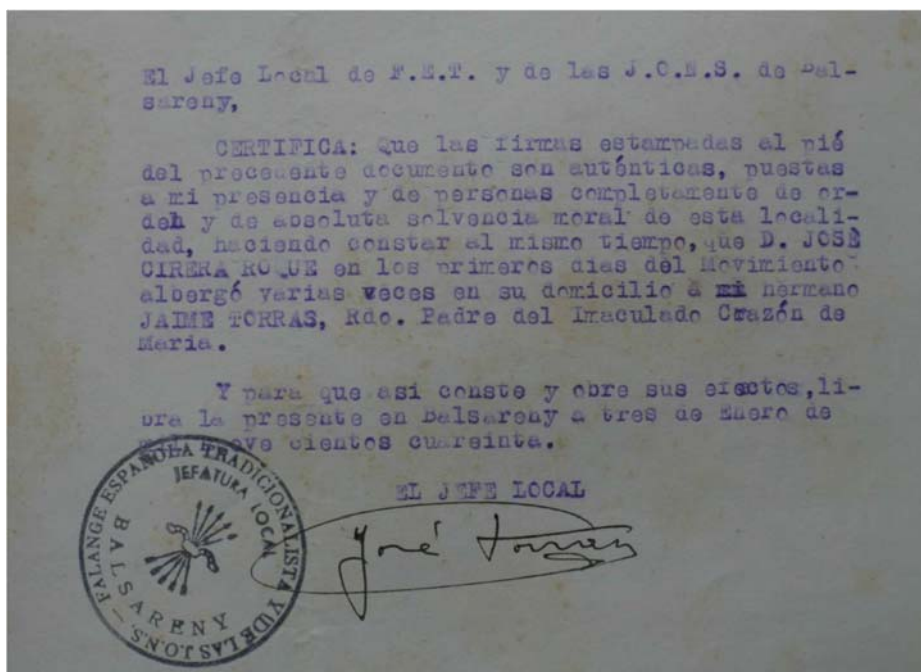 El Jefe Local de F.E.T. y de las J.O.N.S. de Bal-
sareny,
CERTIFICA: Que las firmas estampadas al pié
del precedente documento son auténticas, puestas
a mi presencia y de personas completamente de or-
den y de absoluta solvencia moral de esta locali-
dad, haciendo constar al mismo tiempo, que D. JOSÉ
CIRERA ROQUE en los primeros dias del Movimiento
albergó varias veces en su domicilio á mi hermano
JAIME TORRAS, Rdo. Padre del Imaculado Crazón de
Maria.
Y para que asi conste y obre sus efectos, li-
bra la presente en Balsareny a tres de Enero de
mil nueve cientos cuareinta.
EL JEFE LOCAL
José Torras
FALANGE ESPAÑOLA TRADICIONALISTA Y DE LAS J.O.N.S.
JEFATURA LOCAL
BALSARENY